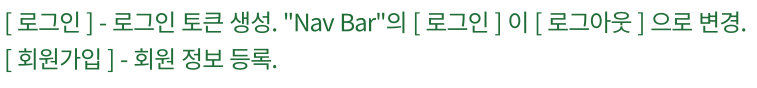 [ 로그인 ] - 로그인 토큰 생성. "Nav Bar"의 [ 로그인 ] 이 [ 로그아웃 ] 으로 변경.
[ 회원가입 ] - 회원 정보 등록.